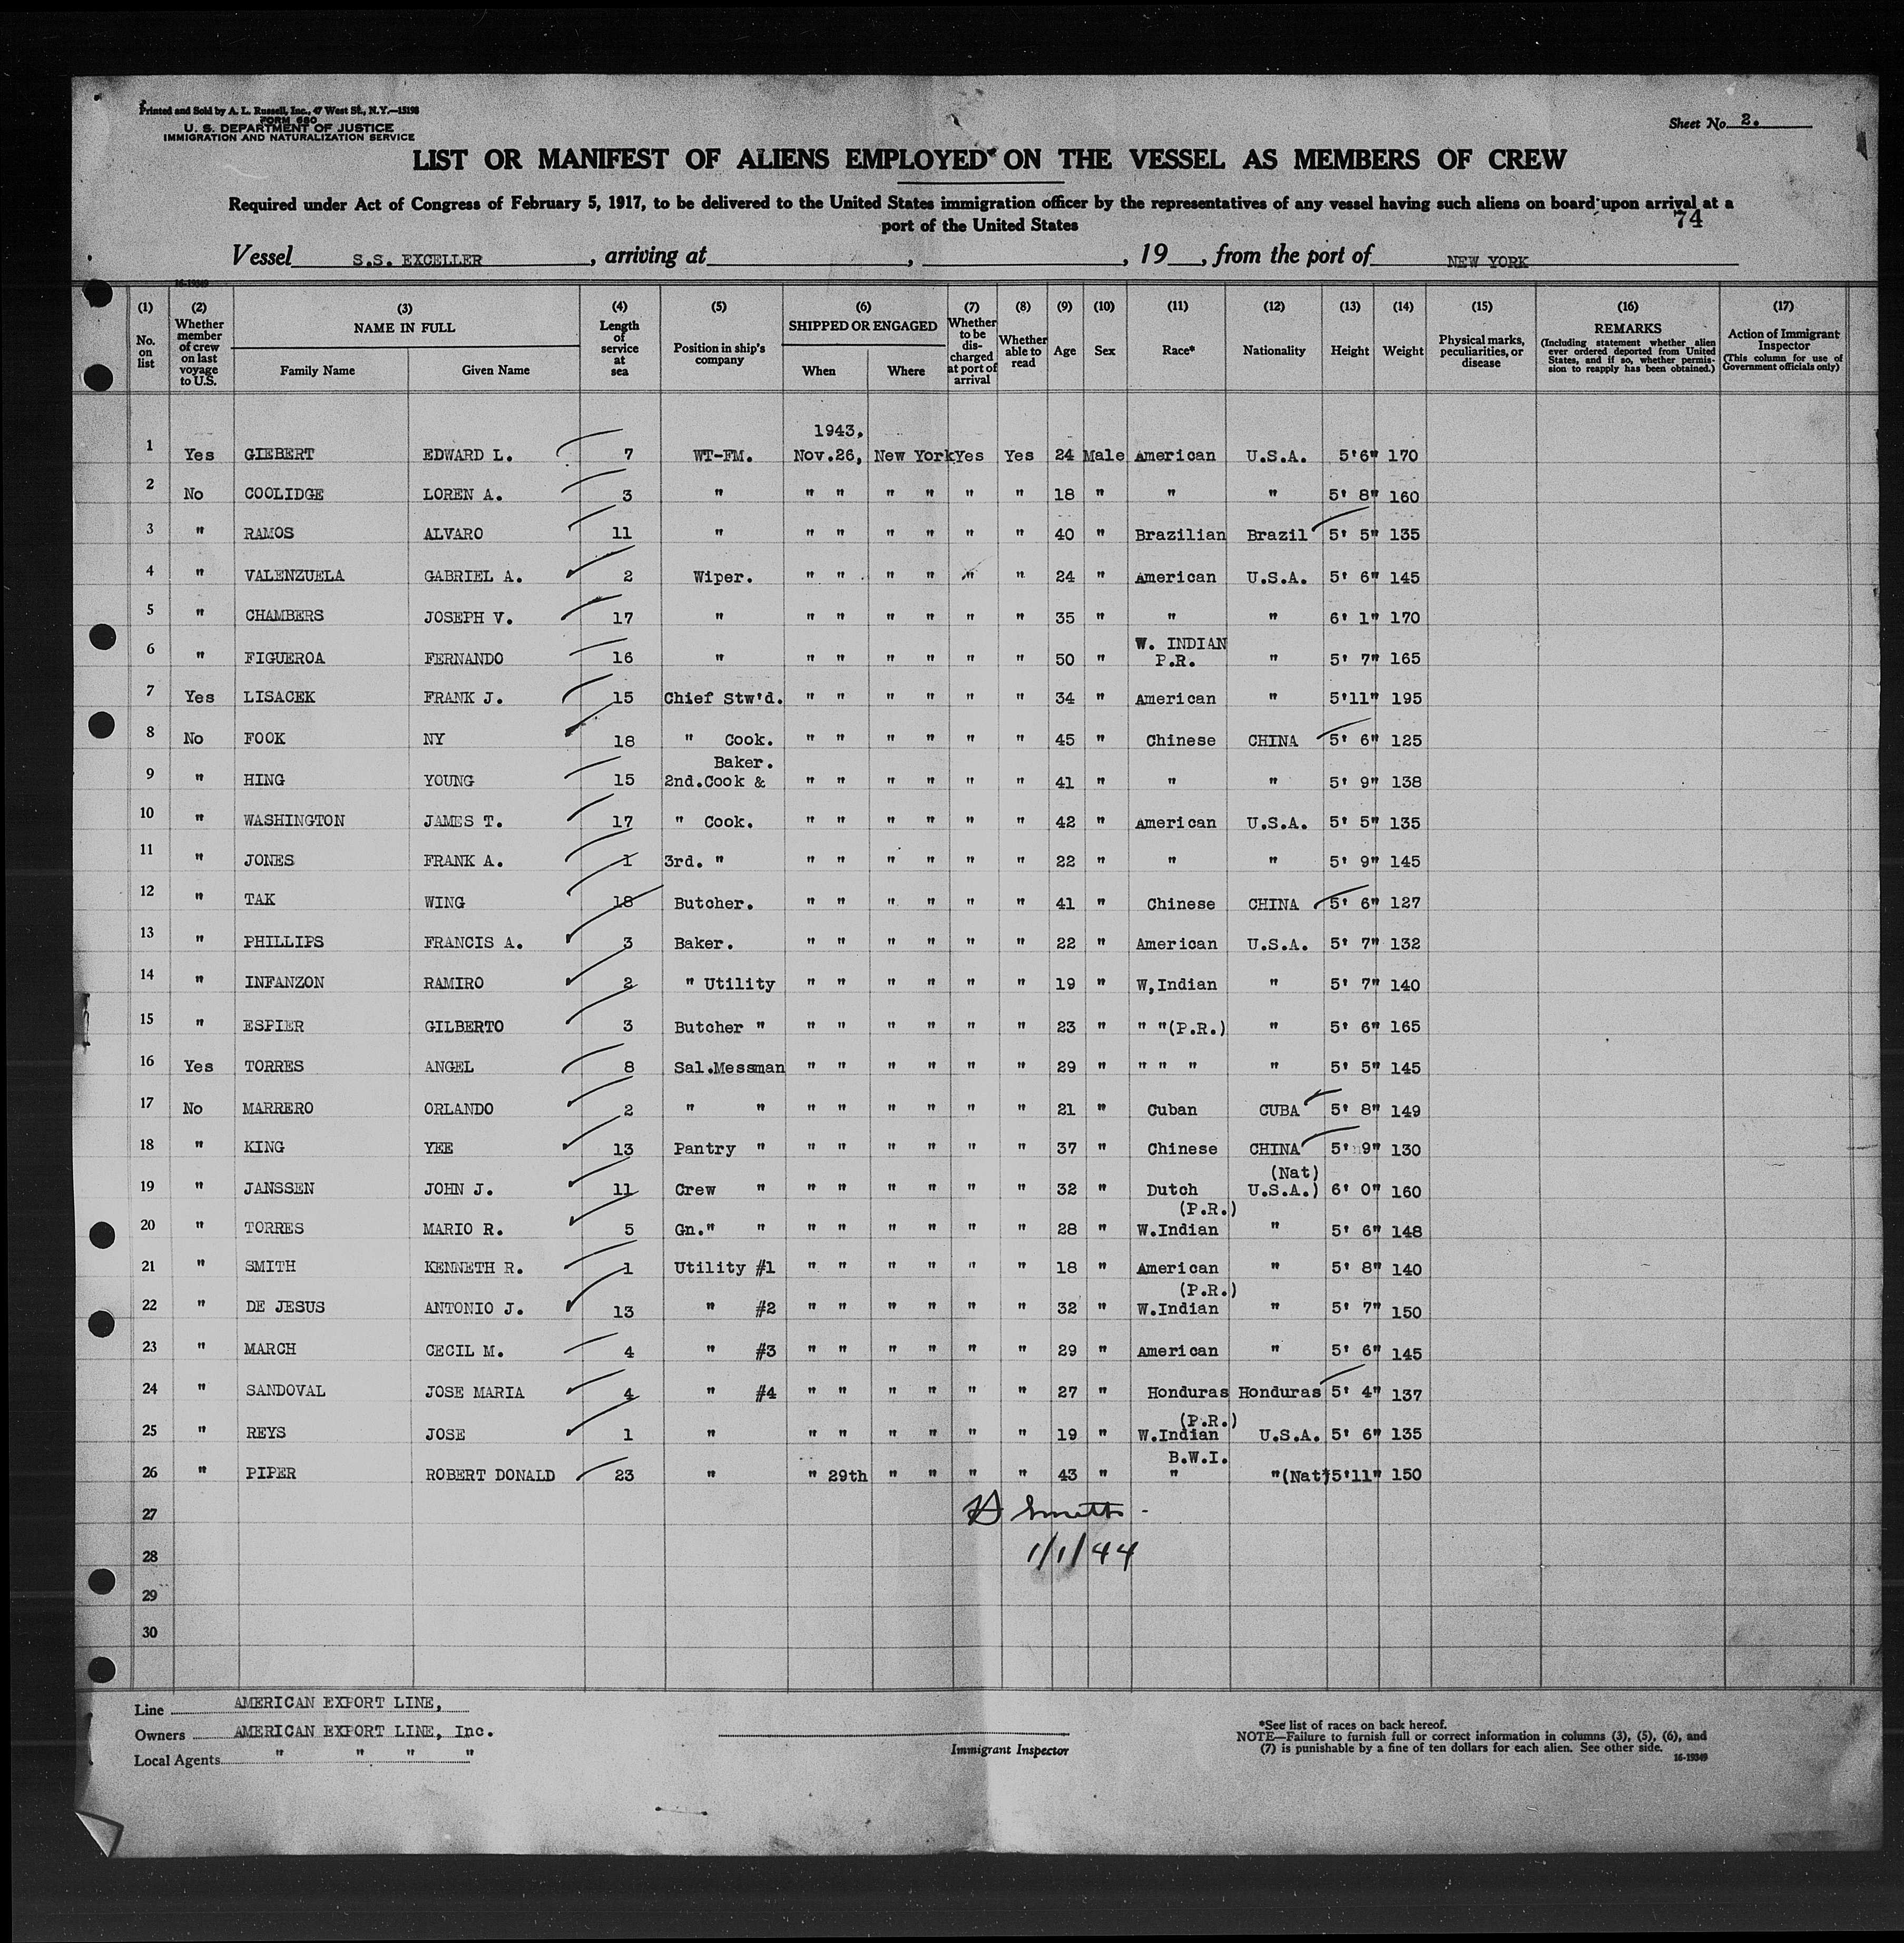 Printed and Sold by A. L. Russell, Inc., 47 West St., N.Y.—15198
FORM 680
U. S. DEPARTMENT OF JUSTICE
IMMIGRATION AND NATURALIZATION SERVICE
Sheet No. 2.
LIST OR MANIFEST OF ALIENS EMPLOYED ON THE VESSEL AS MEMBERS OF CREW
Required under Act of Congress of February 5, 1917, to be delivered to the United States immigration officer by the representatives of any vessel having such aliens on board upon arrival at a
port of the United States
74
Vessel S.S. EXCELLER, arriving at , , 19 , from the port of NEW YORK
16-19349
(1) No. on list
(2) Whether member of crew on last voyage to U.S.
(3) NAME IN FULL Family Name Given Name
(4) Length of service at sea
(5) Position in ship's company
(6) SHIPPED OR ENGAGED When Where
(7) Whether to be discharged at port of arrival
(8) Whether able to read
(9) Age
(10) Sex
(11) Race*
(12) Nationality
(13) Height
(14) Weight
(15) Physical marks, peculiarities, or disease
(16) REMARKS (Including statement whether alien ever ordered deported from United States, and if so, whether permission to reapply has been obtained.)
(17) Action of Immigrant Inspector (This column for use of Government officials only)
1943,
1 Yes GIEBERT EDWARD L. 7 WT-FM. Nov.26, New York Yes Yes 24 Male American U.S.A. 5'6" 170
2 No COOLIDGE LOREN A. 3 " " " " " " " 18 " " " 5' 8" 160
3 " RAMOS ALVARO 11 " " " " " " " 40 " Brazilian Brazil 5' 5" 135
4 " VALENZUELA GABRIEL A. 2 Wiper. " " " " " " 24 " American U.S.A. 5' 6" 145
5 " CHAMBERS JOSEPH V. 17 " " " " " " " 35 " " " 6' 1" 170
W. INDIAN
6 " FIGUEROA FERNANDO 16 " " " " " " " 50 " P.R. " 5' 7" 165
7 Yes LISACEK FRANK J. 15 Chief Stw'd. " " " " " " 34 " American " 5'11" 195
8 No FOOK NY 18 " Cook. " " " " " " 45 " Chinese CHINA 5' 6" 125
Baker.
9 " HING YOUNG 15 2nd.Cook & " " " " " " 41 " " " 5' 9" 138
10 " WASHINGTON JAMES T. 17 " Cook. " " " " " " 42 " American U.S.A. 5' 5" 135
11 " JONES FRANK A. 1 3rd. " " " " " " " 22 " " " 5' 9" 145
12 " TAK WING 18 Butcher. " " " " " " 41 " Chinese CHINA 5' 6" 127
13 " PHILLIPS FRANCIS A. 3 Baker. " " " " " " 22 " American U.S.A. 5' 7" 132
14 " INFANZON RAMIRO 2 " Utility " " " " " " 19 " W,Indian " 5' 7" 140
15 " ESPIER GILBERTO 3 Butcher " " " " " " " 23 " " "(P.R.) " 5' 6" 165
16 Yes TORRES ANGEL 8 Sal.Messman " " " " " " 29 " " " " " 5' 5" 145
17 No MARRERO ORLANDO 2 " " " " " " " " 21 " Cuban CUBA 5' 8" 149
18 " KING YEE 13 Pantry " " " " " " " 37 " Chinese CHINA 5' 9" 130
(Nat)
19 " JANSSEN JOHN J. 11 Crew " " " " " " " 32 " Dutch U.S.A.) 6' 0" 160
(P.R.)
20 " TORRES MARIO R. 5 Gn." " " " " " " " 28 " W.Indian " 5' 6" 148
21 " SMITH KENNETH R. 1 Utility #1 " " " " " " 18 " American " 5' 8" 140
(P.R.)
22 " DE JESUS ANTONIO J. 13 " #2 " " " " " " 32 " W.Indian " 5' 7" 150
23 " MARCH CECIL M. 4 " #3 " " " " " " 29 " American " 5' 6" 145
24 " SANDOVAL JOSE MARIA 4 " #4 " " " " " " 27 " Honduras Honduras 5' 4" 137
(P.R.)
25 " REYS JOSE 1 " " " " " " " 19 " W.Indian U.S.A. 5' 6" 135
B.W.I.
26 " PIPER ROBERT DONALD 23 " " 29th " " " " 43 " " "(Nat) 5'11" 150
27 Smith -
28 1/1/44
29
30
Line AMERICAN EXPORT LINE,
Owners AMERICAN EXPORT LINE, Inc.
Local Agents " " " "
Immigrant Inspector
*See list of races on back hereof.
NOTE—Failure to furnish full or correct information in columns (3), (5), (6), and
(7) is punishable by a fine of ten dollars for each alien. See other side.
16-19349